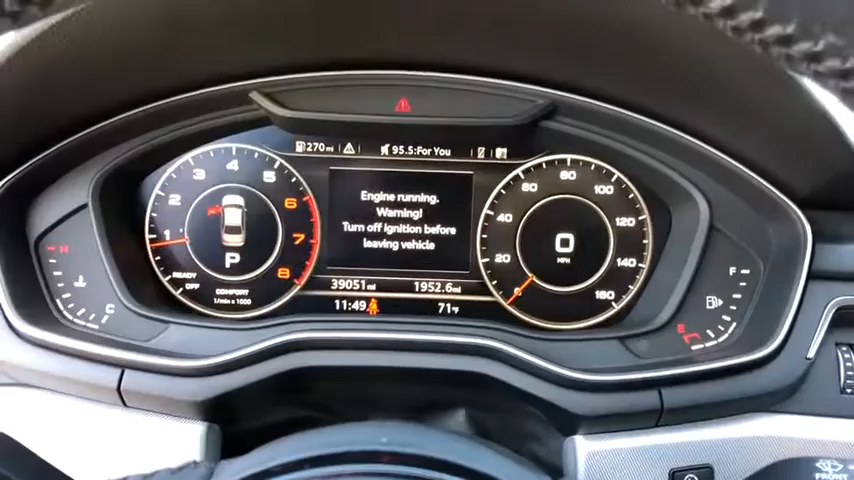 270mi 95.5:For You
Engine running.
Warning!
Turn off ignition before
leaving vehicle!
1 2 3 4 5 6 7 8
P
READY
OFF
COMFORT
1/min x 1000
0
MPH
20 40 60 80 100 120 140 160
39051mi 1952.6mi
11:49 71°F
H
C
F
E
FRONT